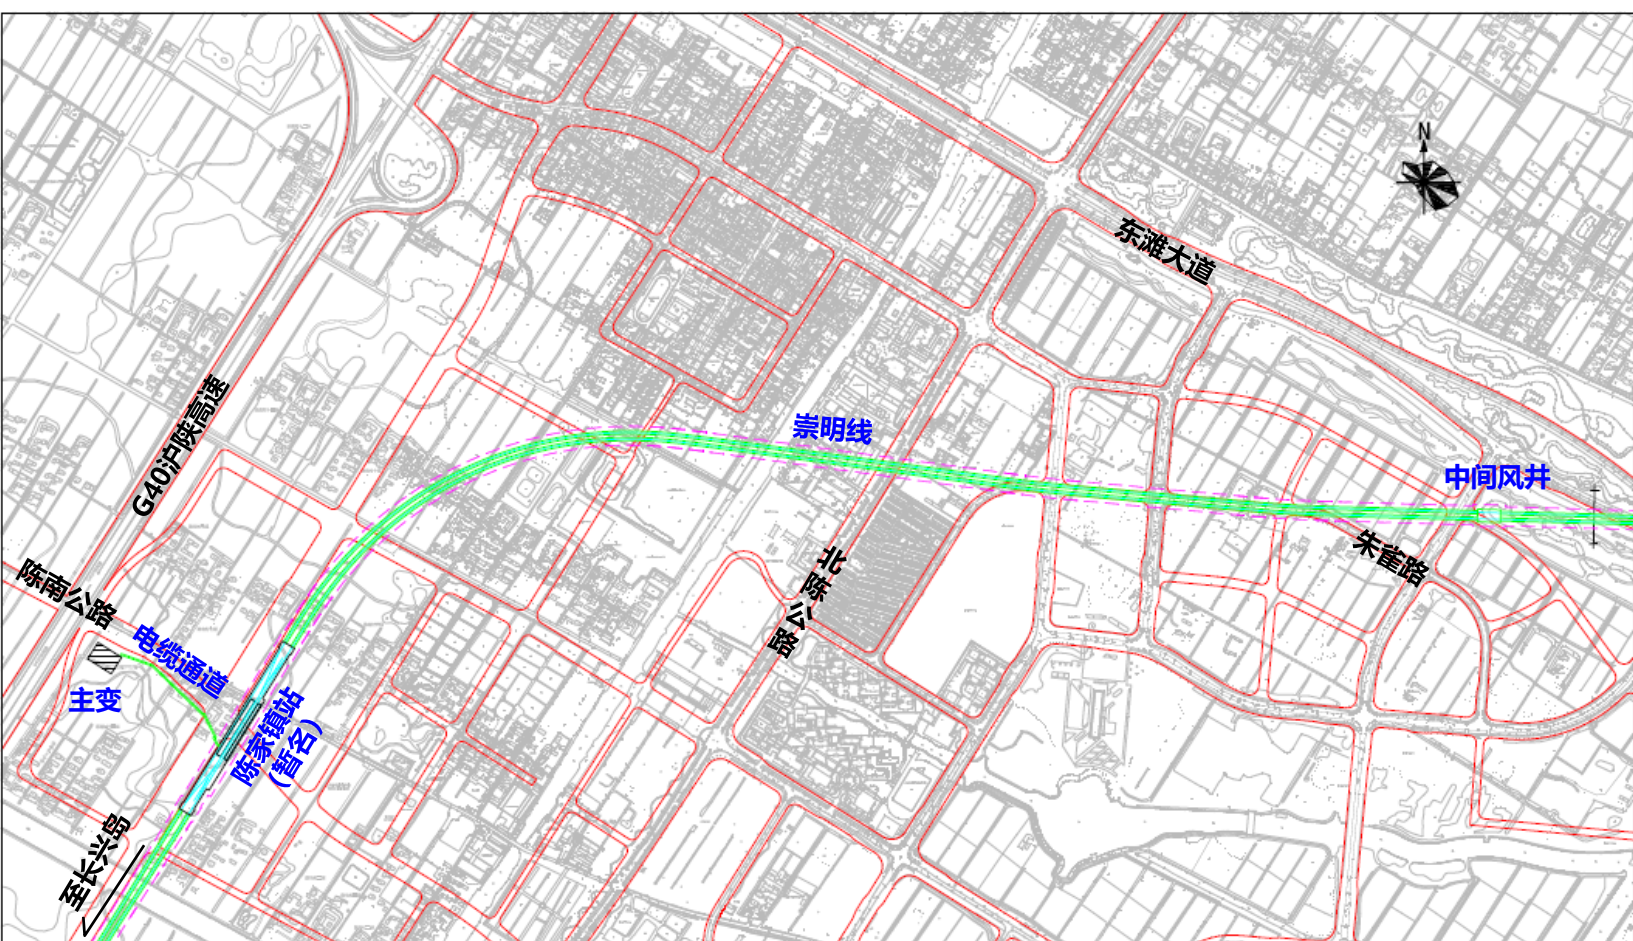 N
东滩大道
G40沪陕高速
崇明线
中间风井
朱雀路
北陈公路
陈南公路
电缆通道
主变
陈家镇站
(暂名)
至长兴岛